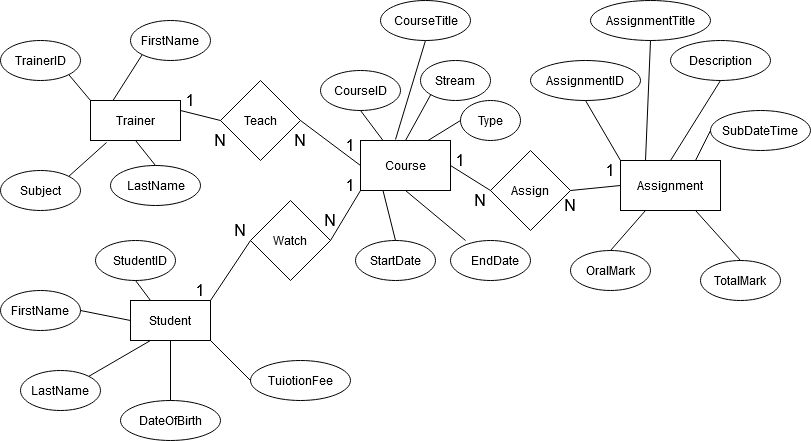 CourseTitle
AssignmentTitle
FirstName
TrainerID
Stream
Description
CourseID
AssignmentID
1
Trainer
Teach
Type
SubDateTime
N
N
1
1
Course
1
Assignment
Subject
LastName
1
N
Assign
N
N
N
Watch
StudentID
StartDate
EndDate
OralMark
TotalMark
1
FirstName
Student
LastName
TuiotionFee
DateOfBirth